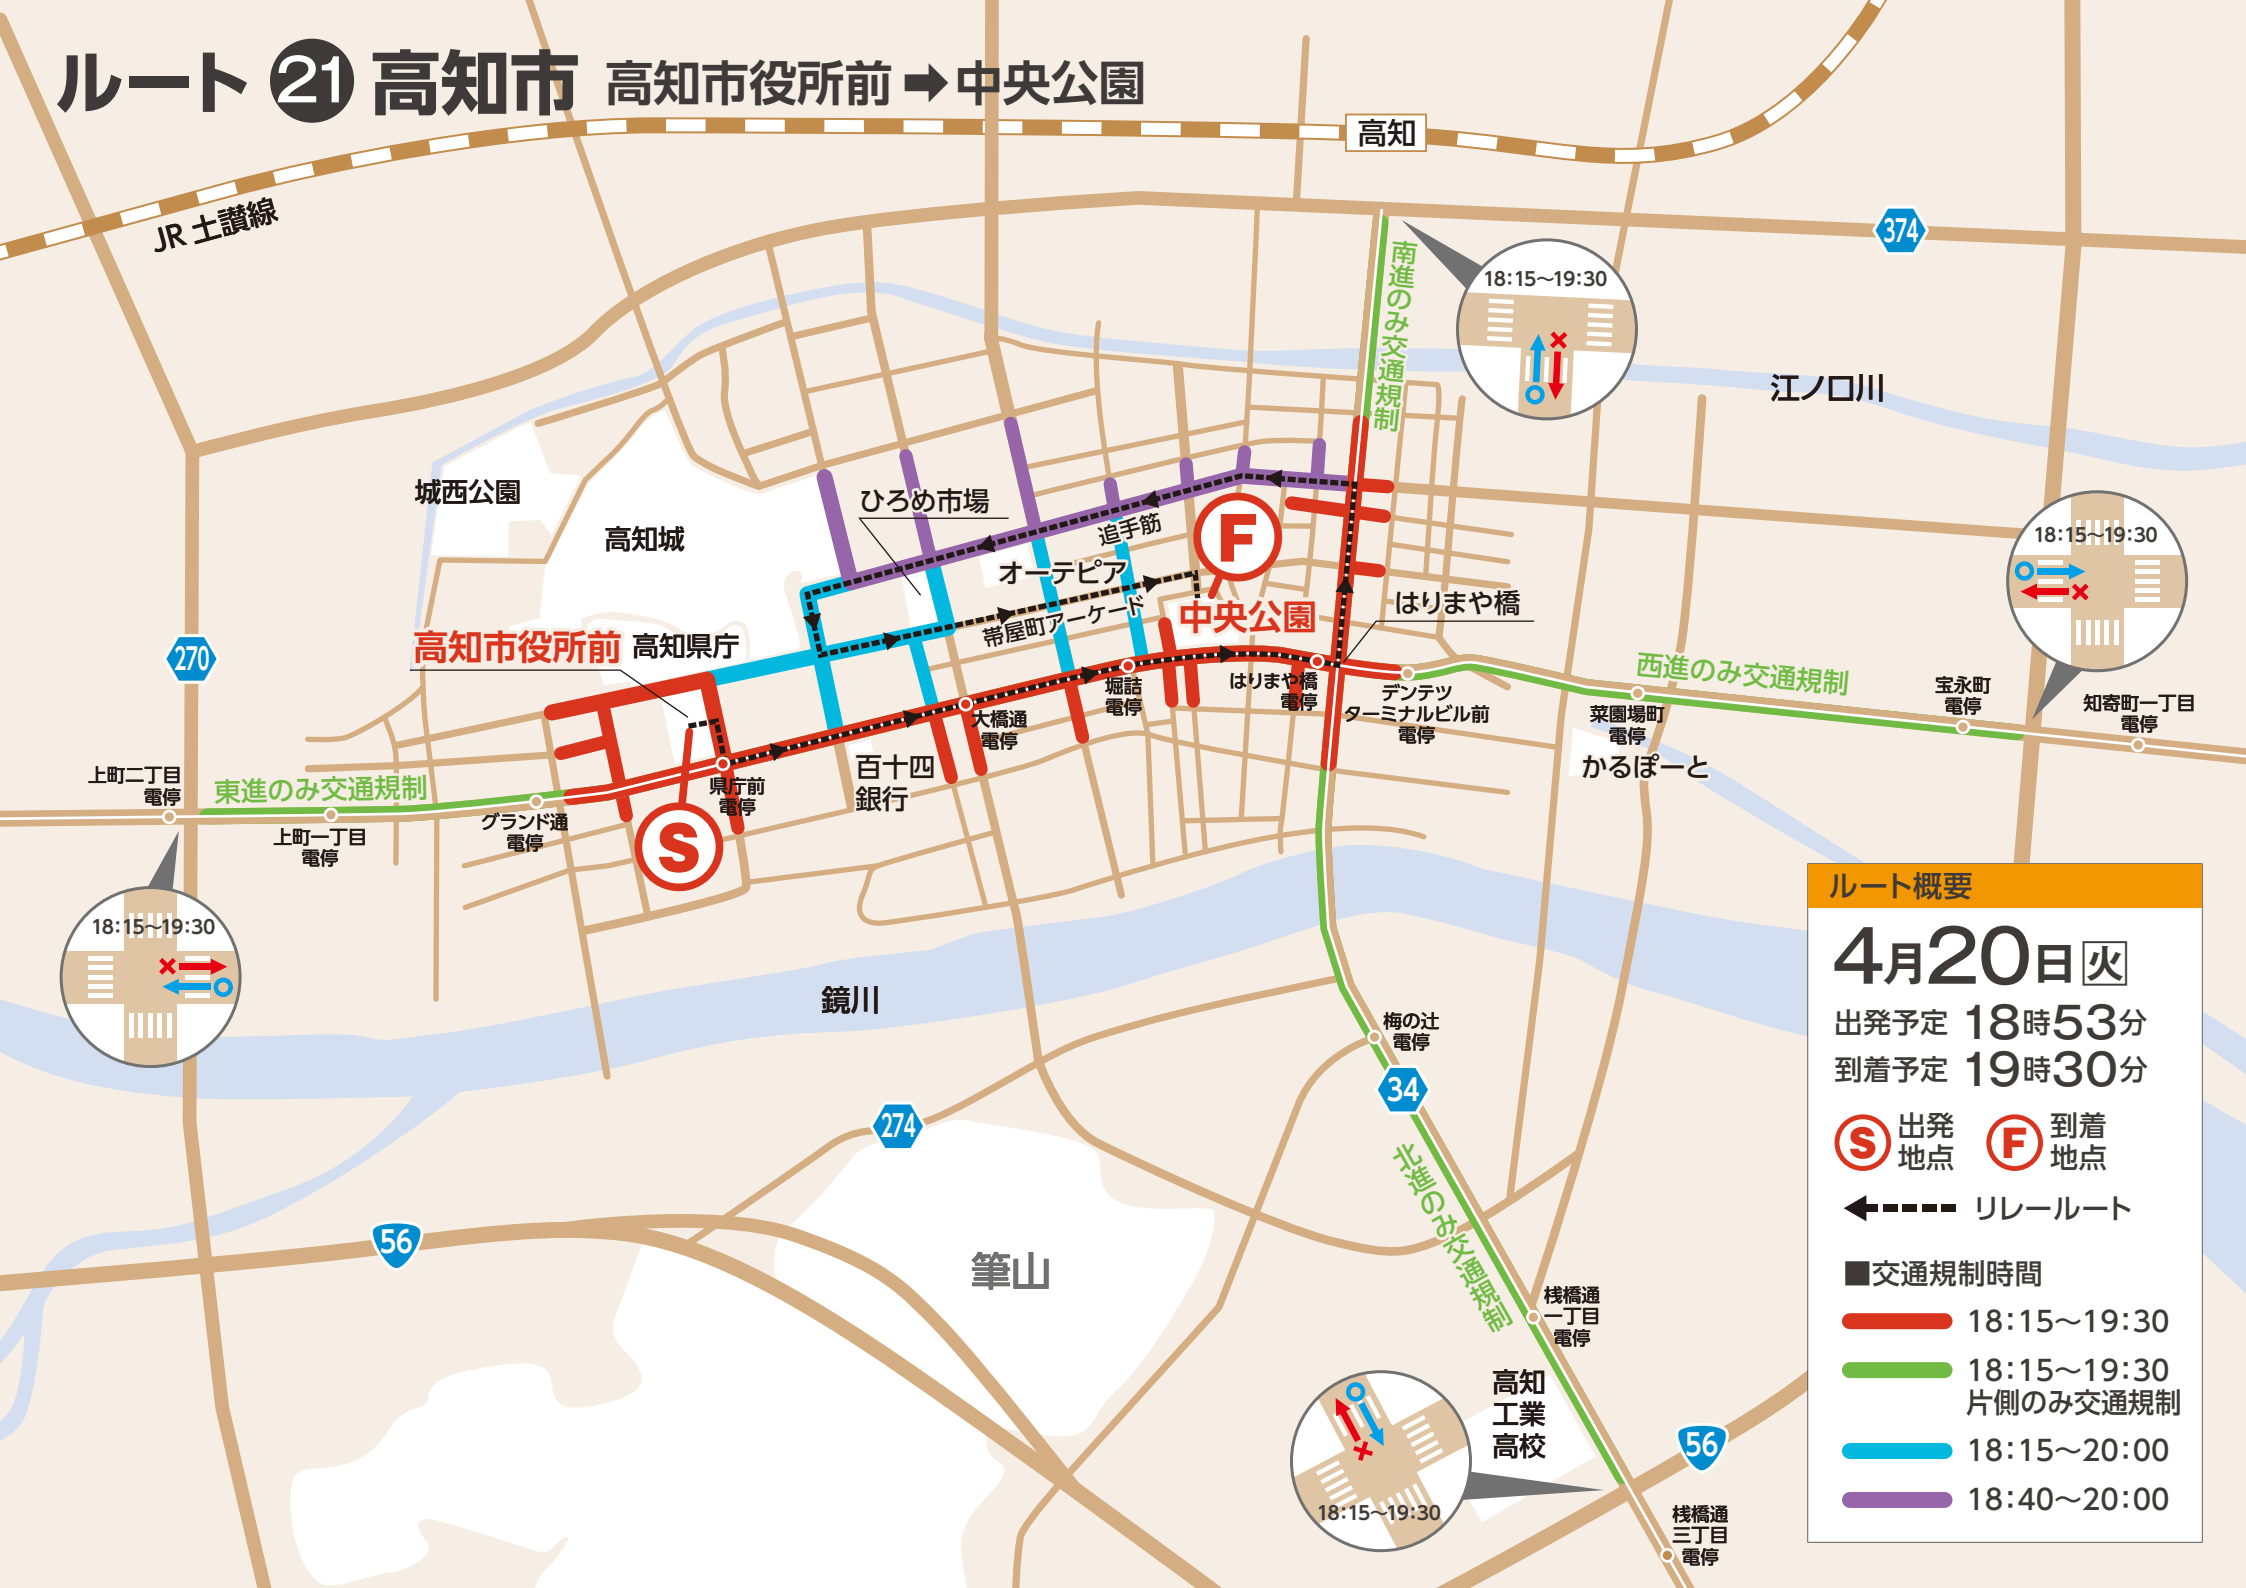 ルート 21 高知市 高知市役所前➡中央公園
高知
JR 土讃線
374
南進のみ交通規制
18:15～19:30
江ノ口川
城西公園
高知城
ひろめ市場
追手筋
F
オーテピア
帯屋町アーケード
中央公園
はりまや橋
18:15～19:30
270
高知市役所前
高知県庁
西進のみ交通規制
堀詰
電停
はりまや橋
電停
デンテツ
ターミナルビル前
電停
菜園場町
電停
宝永町
電停
知寄町一丁目
電停
大橋通
電停
かるぽーと
百十四
銀行
上町二丁目
電停
東進のみ交通規制
上町一丁目
電停
グランド通
電停
県庁前
電停
S
18:15～19:30
鏡川
梅の辻
電停
34
274
北進のみ交通規制
56
筆山
桟橋通
一丁目
電停
高知
工業
高校
18:15～19:30
56
桟橋通
三丁目
電停
ルート概要
4月20日火
出発予定 18時53分
到着予定 19時30分
S 出発
地点
F 到着
地点
リレールート
■交通規制時間
18:15～19:30
18:15～19:30
片側のみ交通規制
18:15～20:00
18:40～20:00